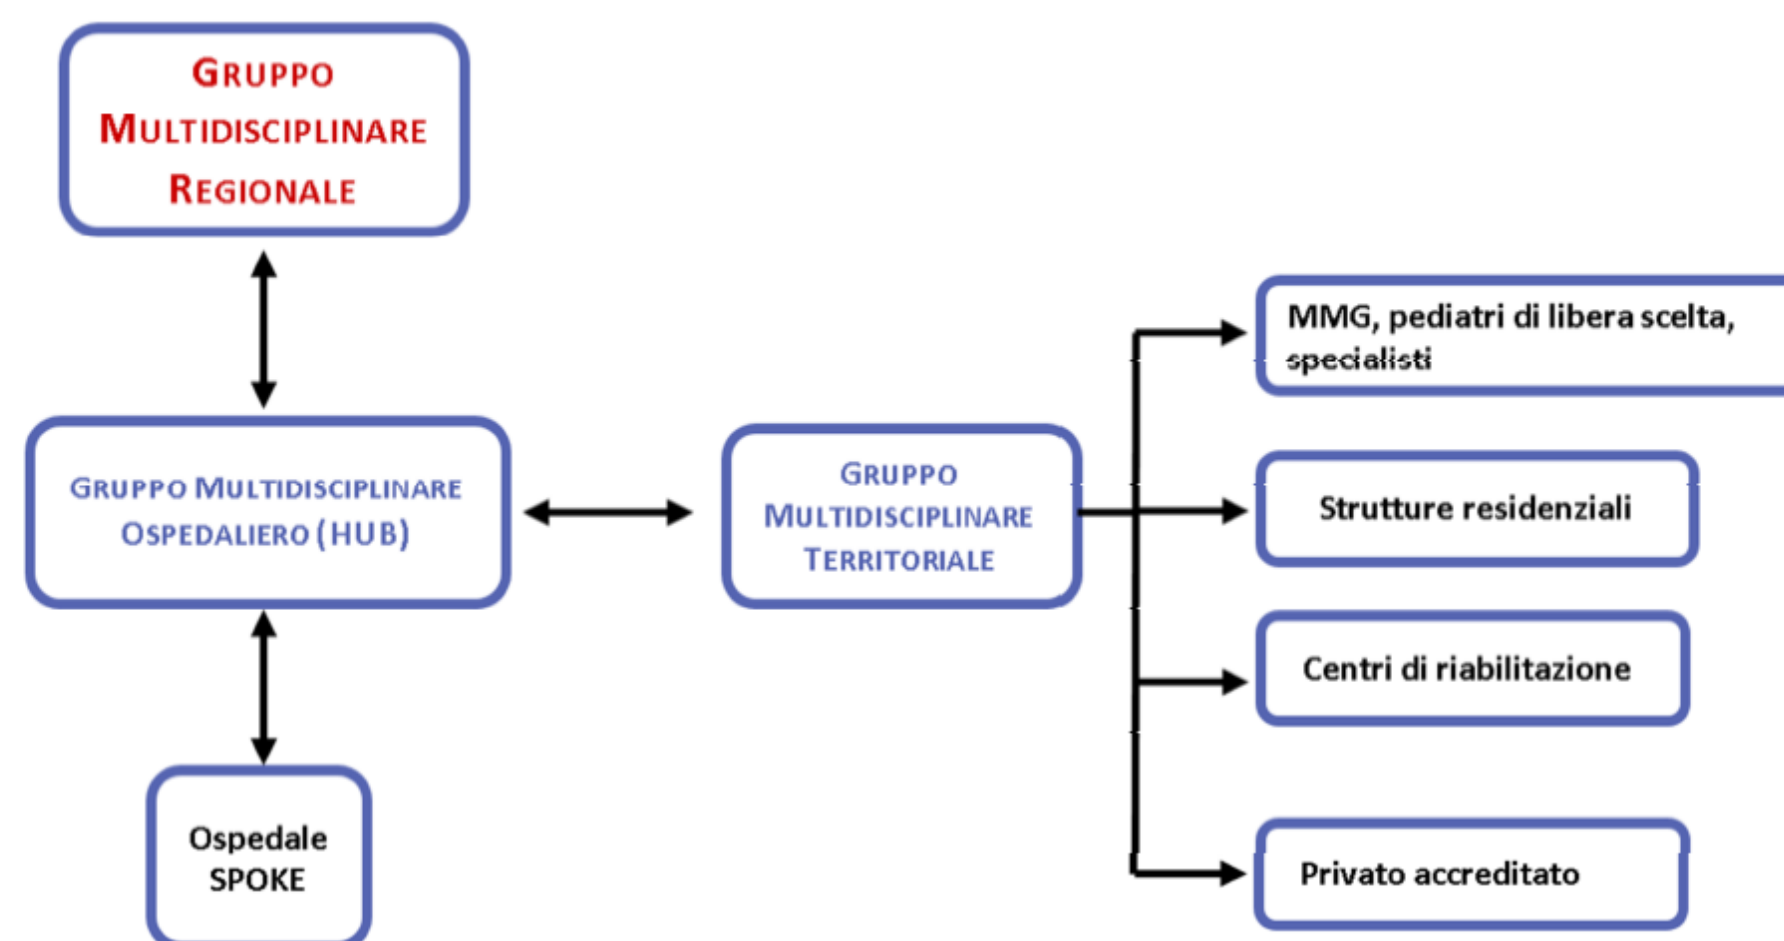 GRUPPO
MULTIDISCIPLINARE
REGIONALE
GRUPPO MULTIDISCIPLINARE
OSPEDALIERO (HUB)
Ospedale
SPOKE
GRUPPO
MULTIDISCIPLINARE
TERRITORIALE
MMG, pediatri di libera scelta,
specialisti
Strutture residenziali
Centri di riabilitazione
Privato accreditato